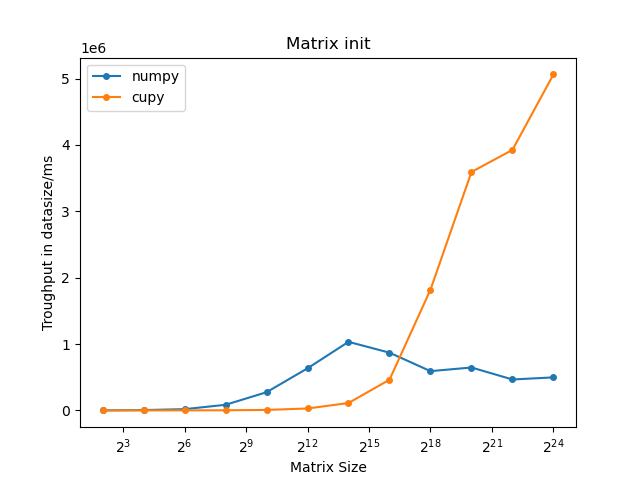 Matrix init
1e6
numpy
cupy
5
4
3
2
1
0
Troughput in datasize/ms
2^3 2^6 2^9 2^12 2^15 2^18 2^21 2^24
Matrix Size